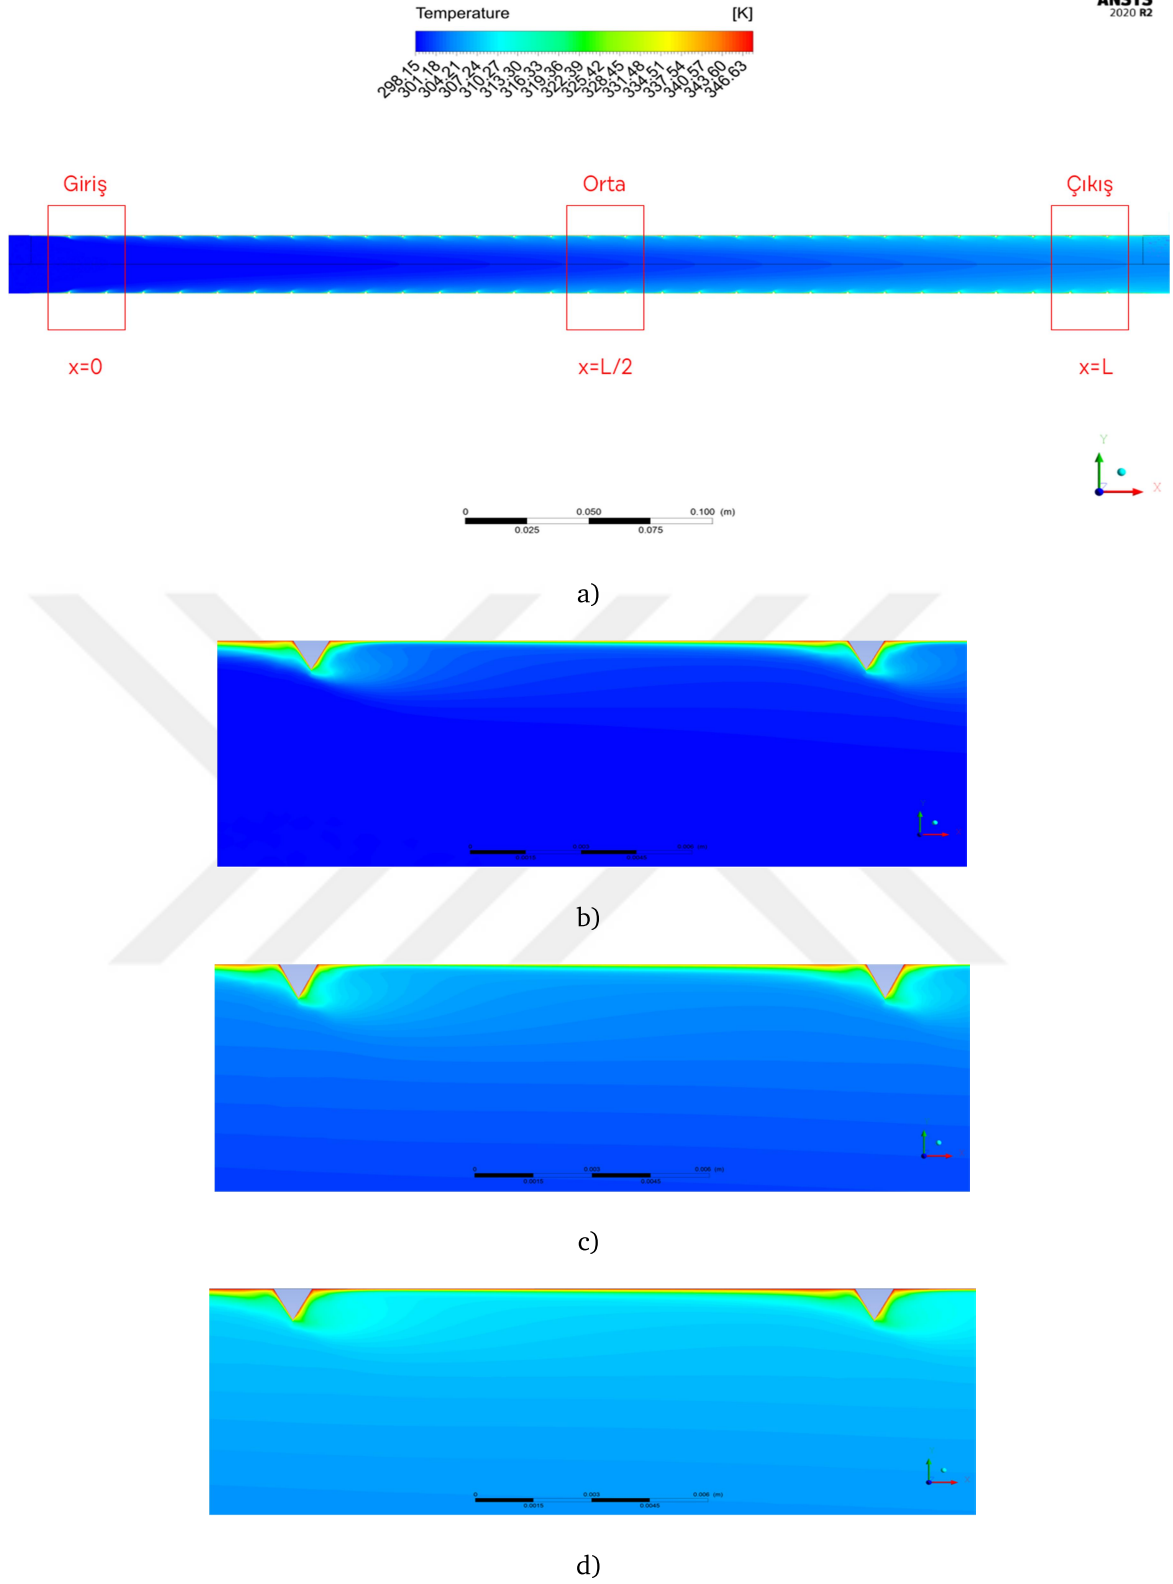 ANSYS
2020 R2
Temperature [K]
298.15 301.18 304.21 307.24 310.27 313.30 316.33 319.36 322.39 325.42 328.45 331.48 334.51 337.54 340.57 343.60 346.63
Giriş Orta Çıkış
x=0 x=L/2 x=L
Y
Z X
0 0.050 0.100 (m)
0.025 0.075
a)
b)
0 0.003 0.006 (m)
0.0015 0.0045
c)
0 0.003 0.006 (m)
0.0015 0.0045
d)